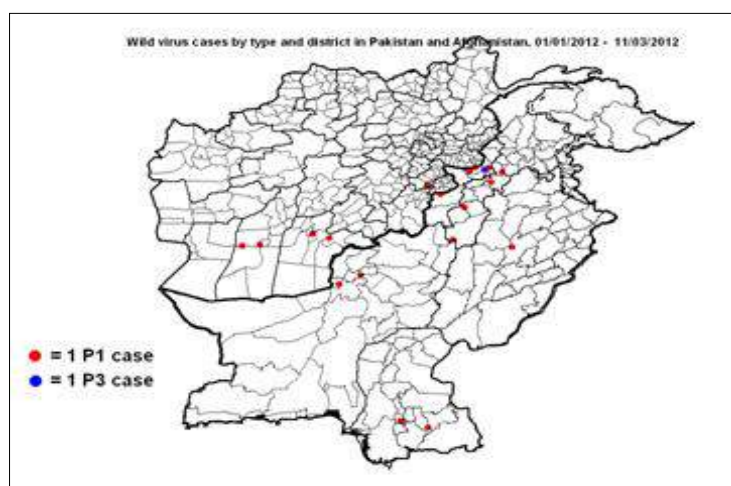 Wild virus cases by type and district in Pakistan and Afghanistan, 01/01/2012 - 11/03/2012
= 1 P1 case
= 1 P3 case